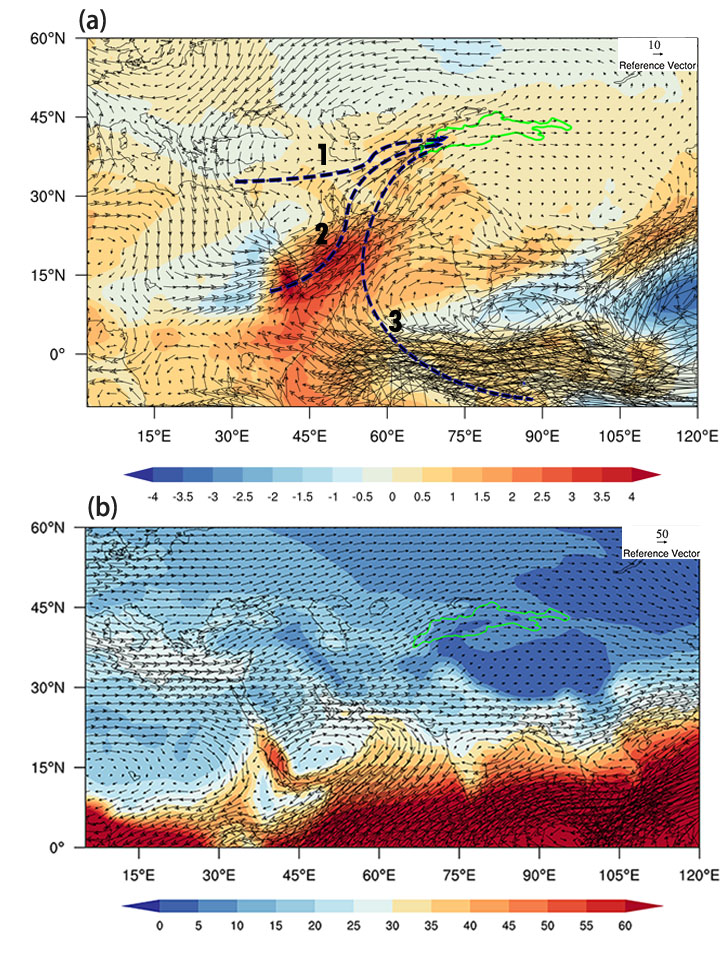 (a)
60°N
10
Reference Vector
45°N
1
30°N
2
15°N
3
0°
15°E 30°E 45°E 60°E 75°E 90°E 105°E 120°E
-4 -3.5 -3 -2.5 -2 -1.5 -1 -0.5 0 0.5 1 1.5 2 2.5 3 3.5 4
(b)
60°N
50
Reference Vector
45°N
30°N
15°N
0°
15°E 30°E 45°E 60°E 75°E 90°E 105°E 120°E
0 5 10 15 20 25 30 35 40 45 50 55 60